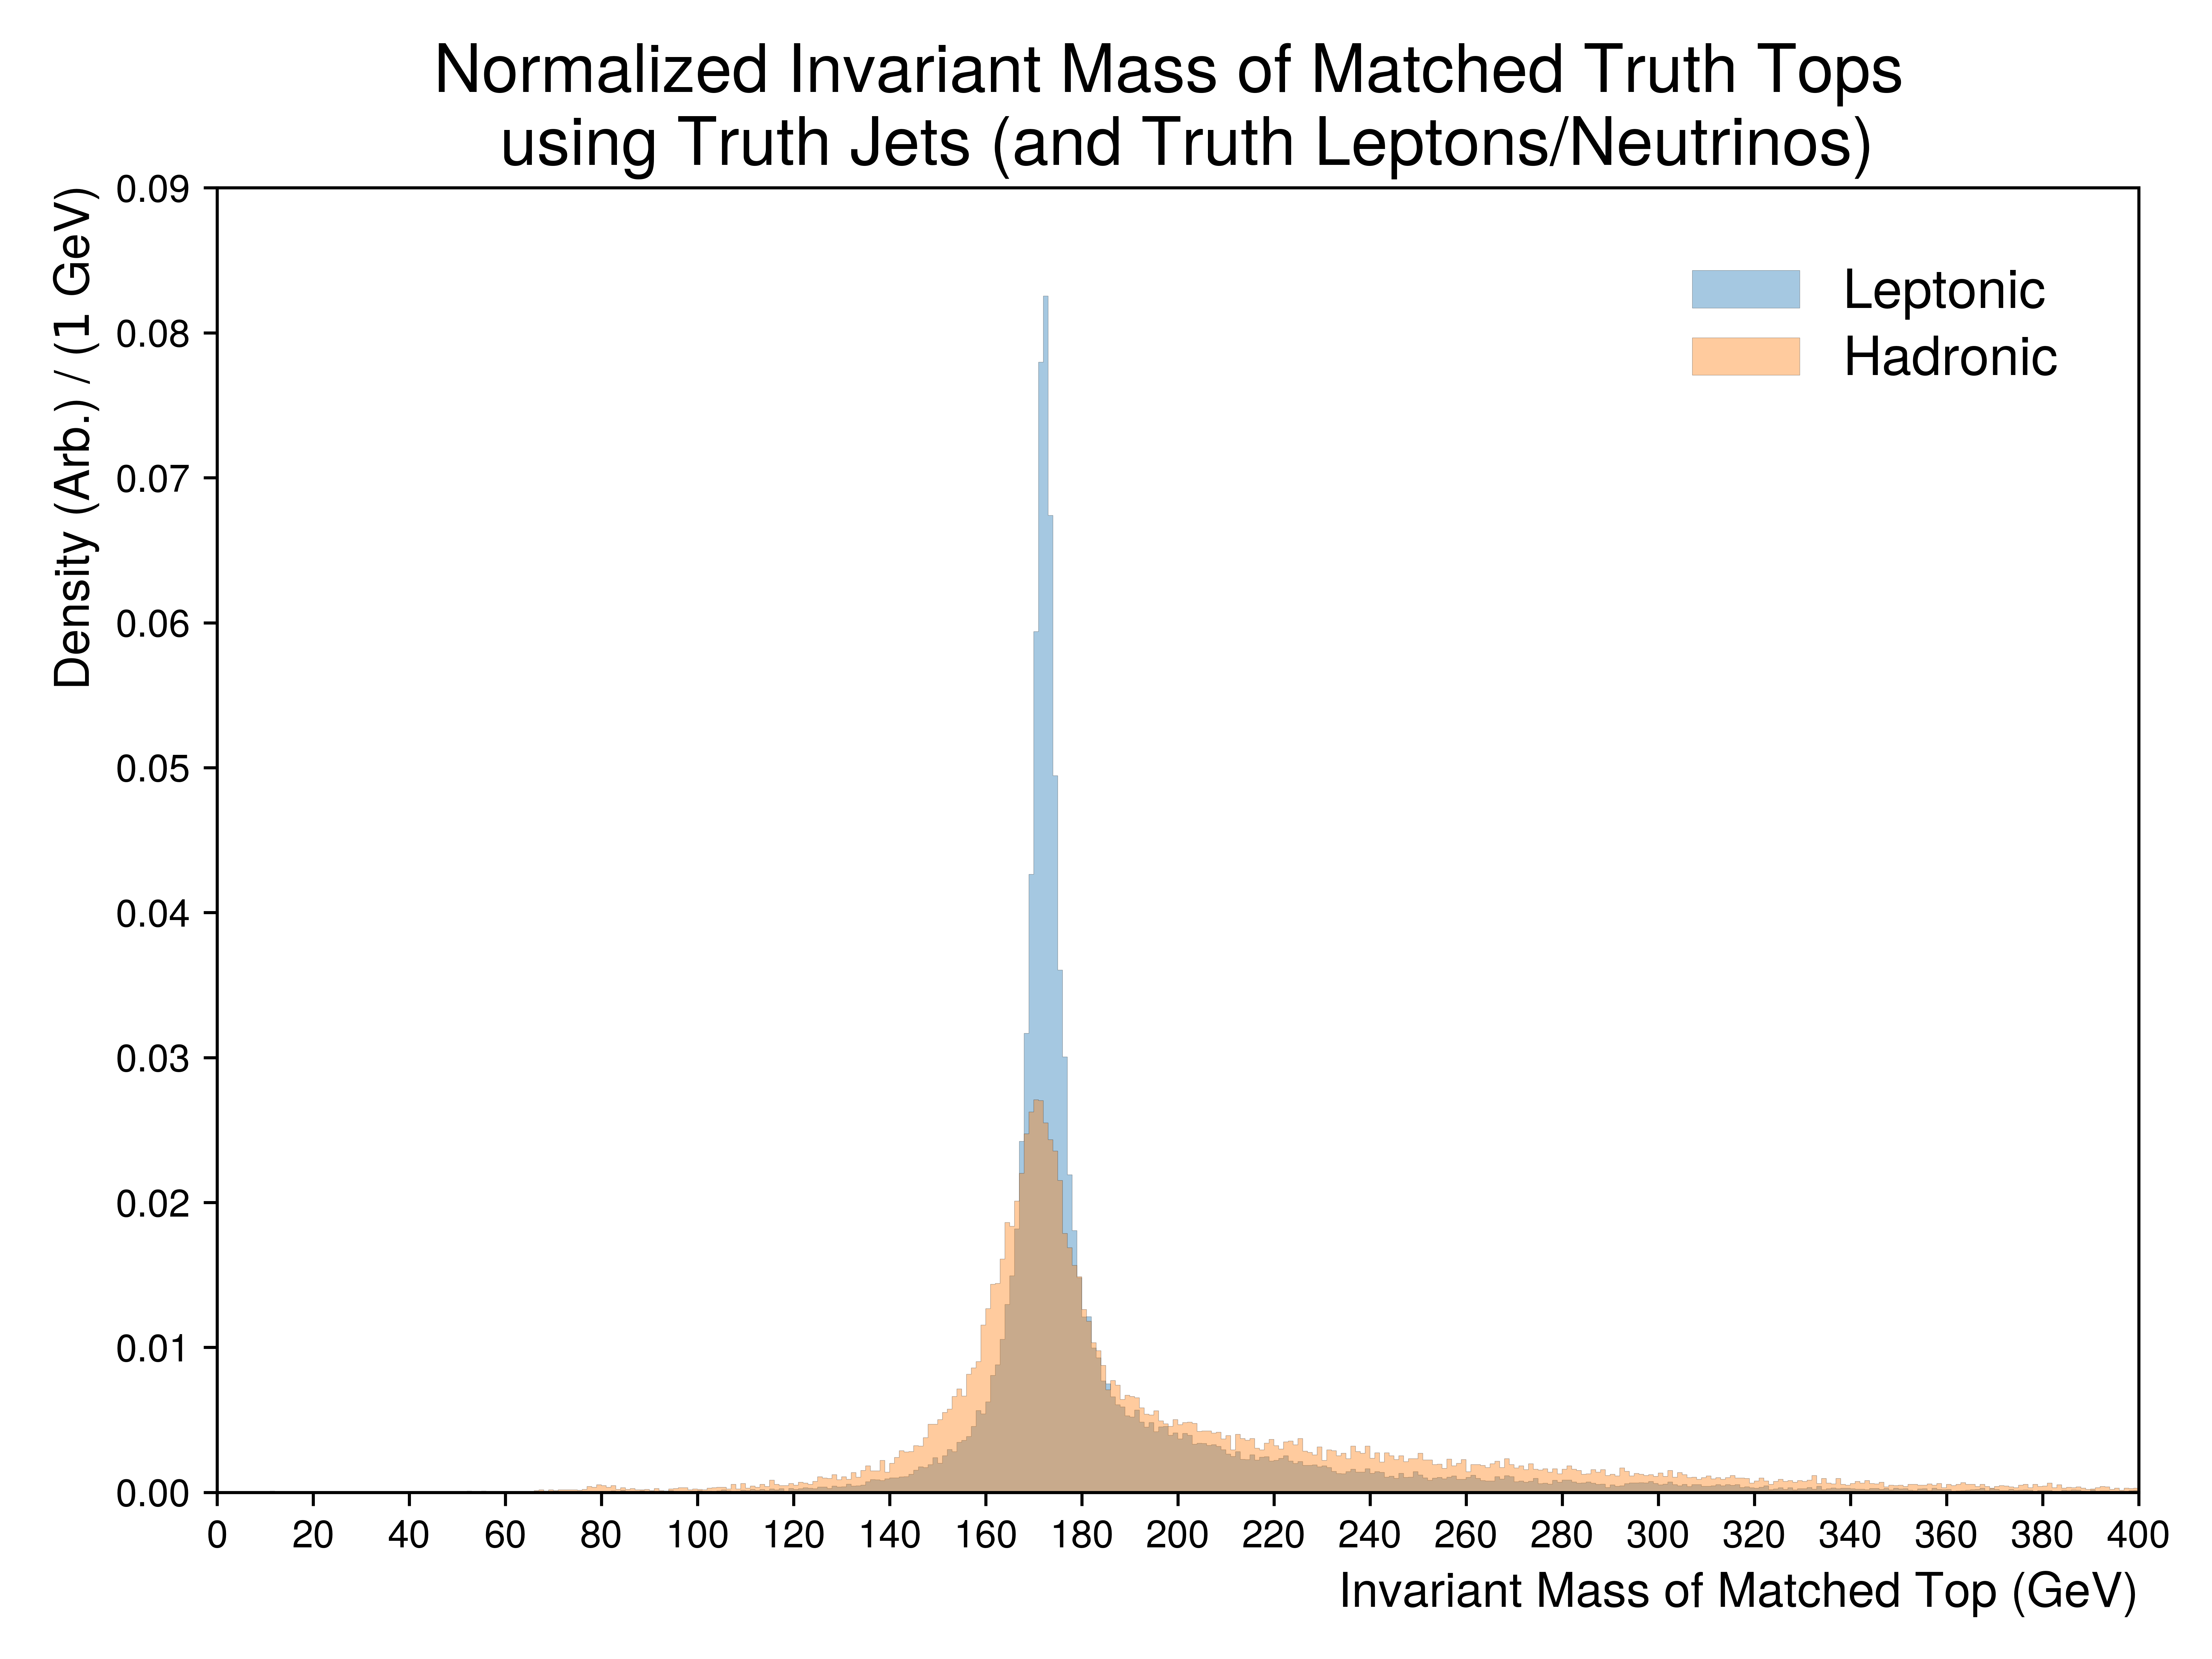 Normalized Invariant Mass of Matched Truth Tops
using Truth Jets (and Truth Leptons/Neutrinos)
Density (Arb.) / (1 GeV)
0.09
0.08
0.07
0.06
0.05
0.04
0.03
0.02
0.01
0.00
Leptonic
Hadronic
0 20 40 60 80 100 120 140 160 180 200 220 240 260 280 300 320 340 360 380 400
Invariant Mass of Matched Top (GeV)